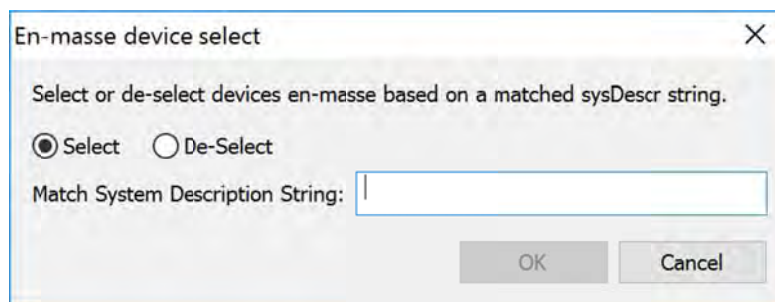 En-masse device select
Select or de-select devices en-masse based on a matched sysDescr string.
Select De-Select
Match System Description String:
OK Cancel